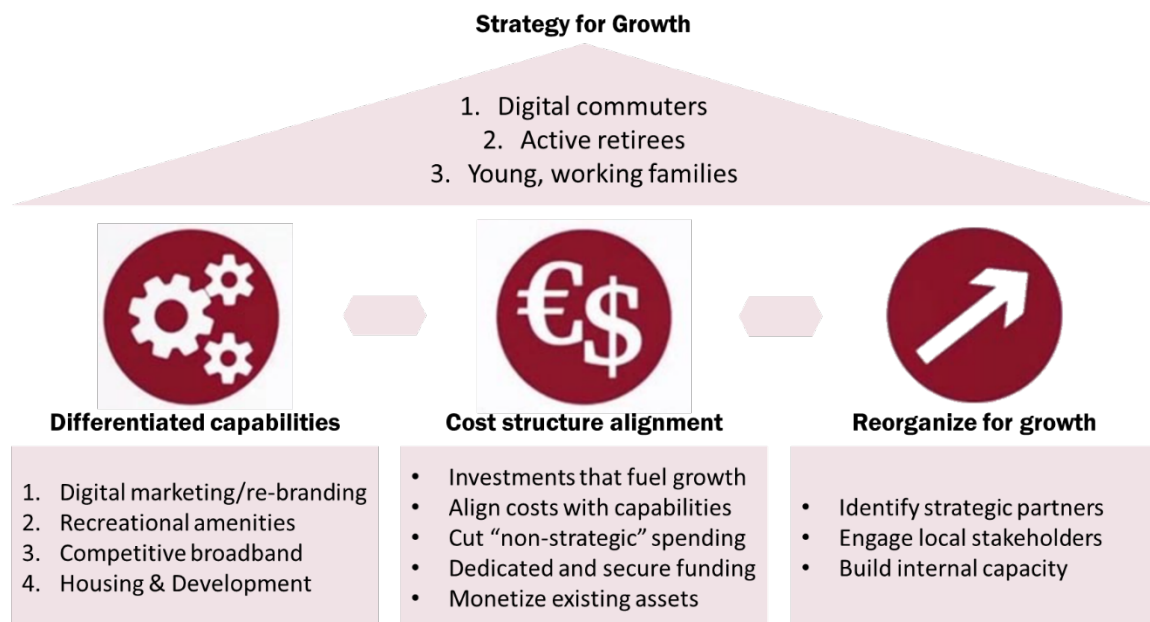 Strategy for Growth
1. Digital commuters
2. Active retirees
3. Young, working families
€$
Differentiated capabilities
1. Digital marketing/re-branding
2. Recreational amenities
3. Competitive broadband
4. Housing & Development
Cost structure alignment
• Investments that fuel growth
• Align costs with capabilities
• Cut “non-strategic” spending
• Dedicated and secure funding
• Monetize existing assets
Reorganize for growth
• Identify strategic partners
• Engage local stakeholders
• Build internal capacity